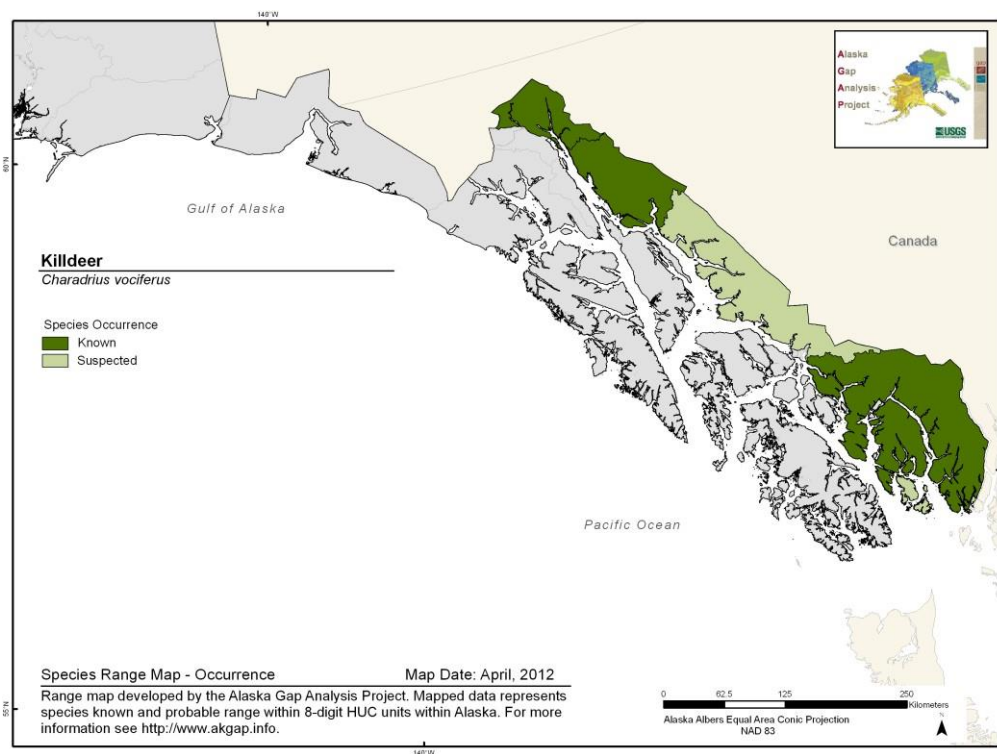 140°W
Alaska
Gap
Analysis
Project
USGS
60°N
Gulf of Alaska
Canada
Killdeer
Charadrius vociferus
Species Occurrence
Known
Suspected
Pacific Ocean
Species Range Map - Occurrence Map Date: April, 2012
Range map developed by the Alaska Gap Analysis Project. Mapped data represents
species known and probable range within 8-digit HUC units within Alaska. For more
information see http://www.akgap.info.
0 62.5 125 250
Kilometers
Alaska Albers Equal Area Conic Projection
NAD 83
N
55°N
140°W